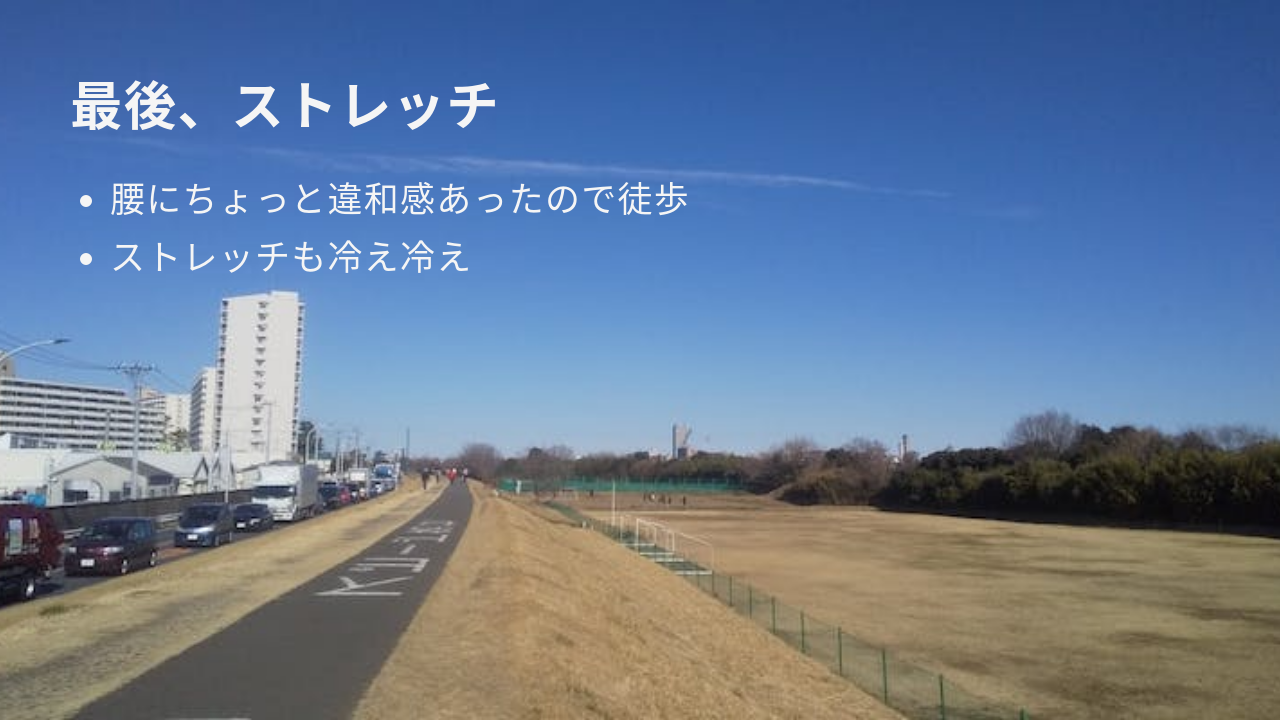 最後、ストレッチ
腰にちょっと違和感あったので徒歩
ストレッチも冷え冷え